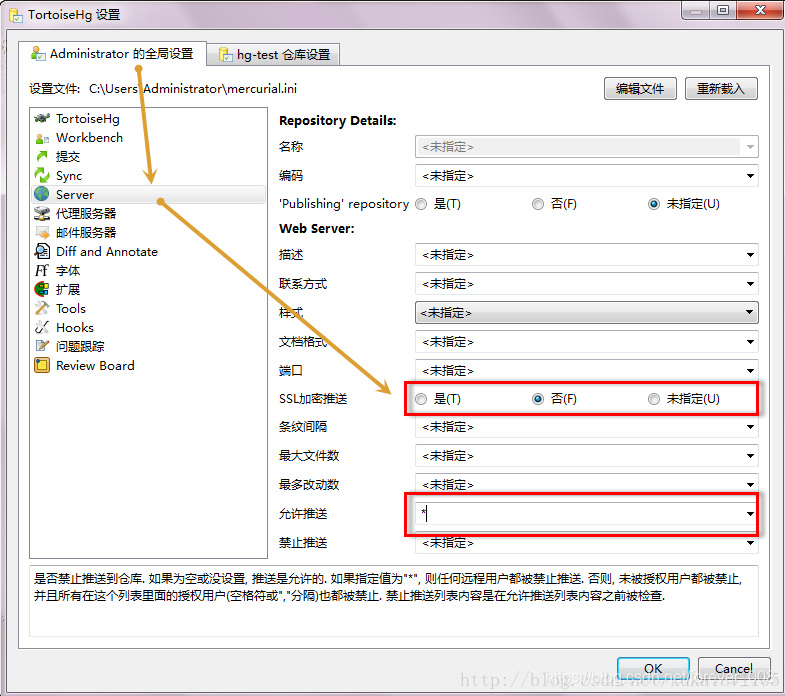 TortoiseHg 设置
Administrator 的全局设置
hg-test 仓库设置
设置文件: C:\Users\Administrator\mercurial.ini
编辑文件
重新载入
TortoiseHg
Workbench
提交
Sync
Server
代理服务器
邮件服务器
Diff and Annotate
字体
扩展
Tools
Hooks
问题跟踪
Review Board
Repository Details:
名称 <未指定>
编码 <未指定>
'Publishing' repository 是(T) 否(F) 未指定(U)
Web Server:
描述 <未指定>
联系方式 <未指定>
样式 <未指定>
文档格式 <未指定>
端口 <未指定>
SSL加密推送 是(T) 否(F) 未指定(U)
条纹间隔 <未指定>
最大文件数 <未指定>
最多改动数 <未指定>
允许推送 *
禁止推送 <未指定>
是否禁止推送到仓库. 如果为空或没设置, 推送是允许的. 如果指定值为"*", 则任何远程用户都被禁止推送. 否则, 未被授权用户都被禁止,
并且所有在这个列表里面的授权用户(空格符或","分隔)也都被禁止. 禁止推送列表内容是在允许推送列表内容之前被检查.
OK
Cancel